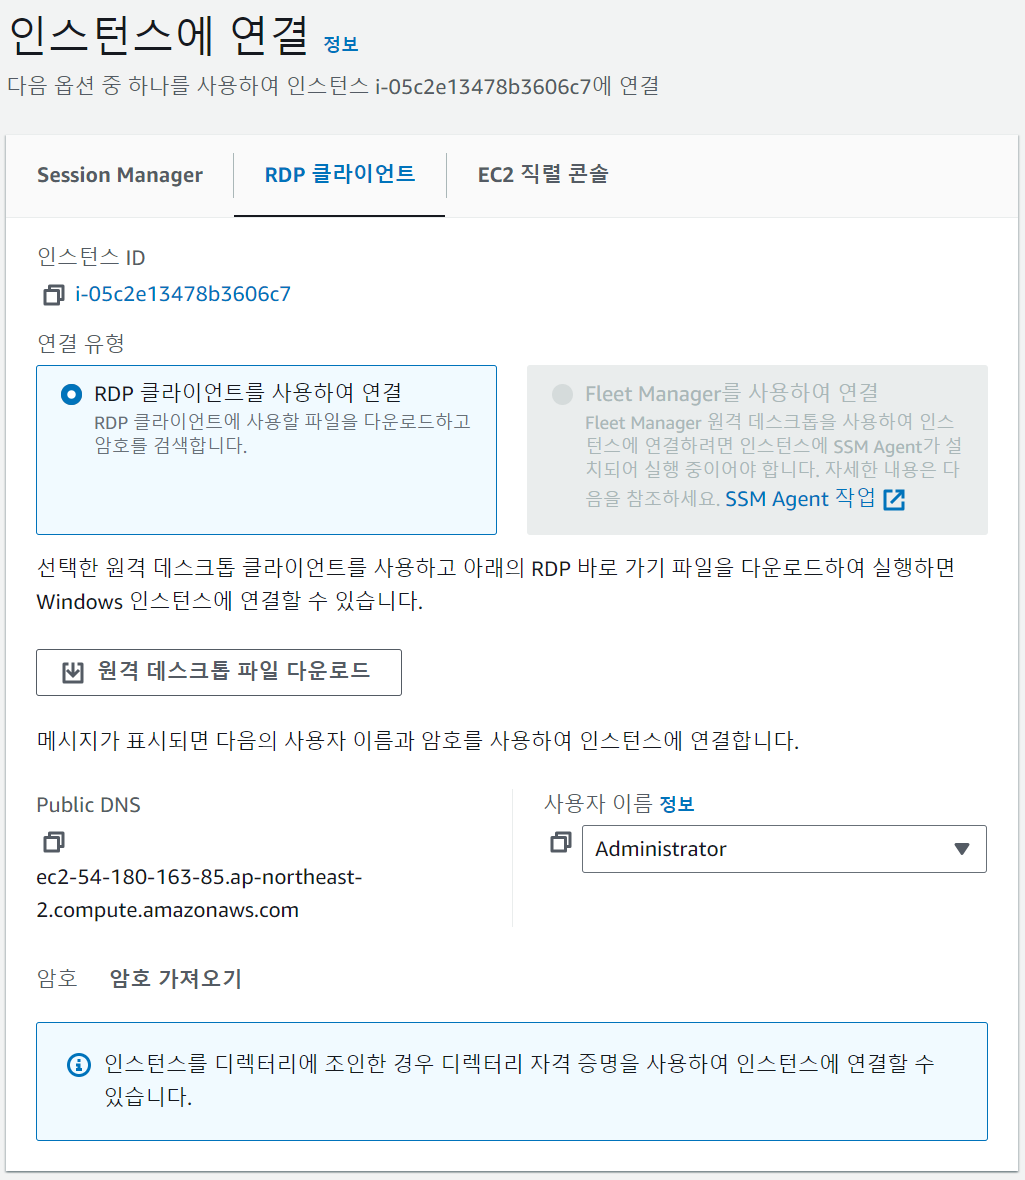 인스턴스에 연결 정보
다음 옵션 중 하나를 사용하여 인스턴스 i-05c2e13478b3606c7에 연결
Session Manager
RDP 클라이언트
EC2 직렬 콘솔
인스턴스 ID
i-05c2e13478b3606c7
연결 유형
RDP 클라이언트를 사용하여 연결
RDP 클라이언트에 사용할 파일을 다운로드하고
암호를 검색합니다.
Fleet Manager를 사용하여 연결
Fleet Manager 원격 데스크톱을 사용하여 인스
턴스에 연결하려면 인스턴스에 SSM Agent가 설
치되어 실행 중이어야 합니다. 자세한 내용은 다
음을 참조하세요. SSM Agent 작업
선택한 원격 데스크톱 클라이언트를 사용하고 아래의 RDP 바로 가기 파일을 다운로드하여 실행하면
Windows 인스턴스에 연결할 수 있습니다.
원격 데스크톱 파일 다운로드
메시지가 표시되면 다음의 사용자 이름과 암호를 사용하여 인스턴스에 연결합니다.
Public DNS
ec2-54-180-163-85.ap-northeast-
2.compute.amazonaws.com
사용자 이름 정보
Administrator
암호 암호 가져오기
인스턴스를 디렉터리에 조인한 경우 디렉터리 자격 증명을 사용하여 인스턴스에 연결할 수
있습니다.